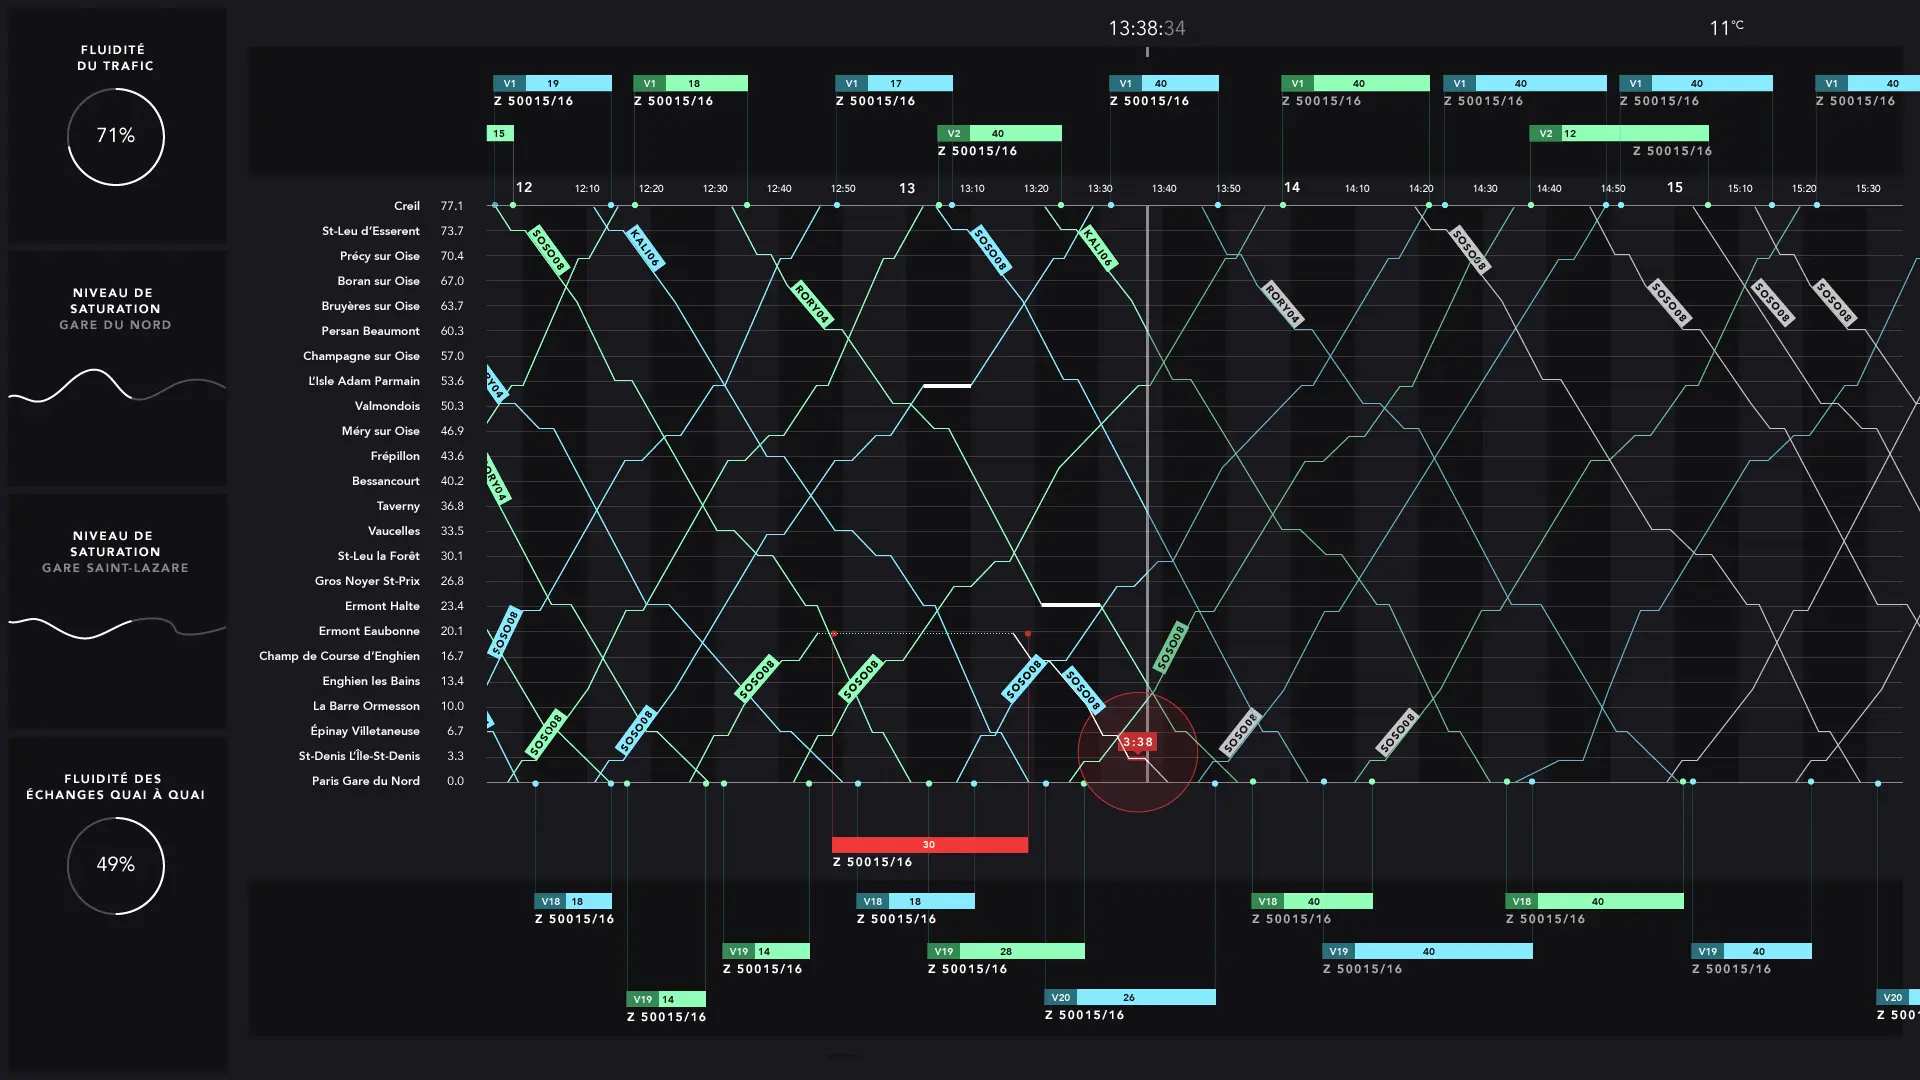 13:38:34
11°C
FLUIDITÉ
DU TRAFIC
71%
NIVEAU DE
SATURATION
GARE DU NORD
NIVEAU DE
SATURATION
GARE SAINT-LAZARE
FLUIDITÉ DES
ÉCHANGES QUAI À QUAI
49%
V1 19
Z 50015/16
V1 18
Z 50015/16
V1 17
Z 50015/16
V1 40
Z 50015/16
V1 40
Z 50015/16
V1 40
Z 50015/16
V1 40
Z 50015/16
V1 40
Z 50015/16
15
V2 40
Z 50015/16
V2 12
Z 50015/16
12 12:10 12:20 12:30 12:40 12:50 13 13:10 13:20 13:30 13:40 13:50 14 14:10 14:20 14:30 14:40 14:50 15 15:10 15:20 15:30
Creil 77.1
St-Leu d’Esserent 73.7
Précy sur Oise 70.4
Boran sur Oise 67.0
Bruyères sur Oise 63.7
Persan Beaumont 60.3
Champagne sur Oise 57.0
L’Isle Adam Parmain 53.6
Valmondois 50.3
Méry sur Oise 46.9
Frépillon 43.6
Bessancourt 40.2
Taverny 36.8
Vaucelles 33.5
St-Leu la Forêt 30.1
Gros Noyer St-Prix 26.8
Ermont Halte 23.4
Ermont Eaubonne 20.1
Champ de Course d’Enghien 16.7
Enghien les Bains 13.4
La Barre Ormesson 10.0
Épinay Villetaneuse 6.7
St-Denis L’Île-St-Denis 3.3
Paris Gare du Nord 0.0
SOSO08
KALI06
SOSO08
KALI06
SOSO08
RORY04
RORY04
SOSO08
SOSO08
SOSO08
SOSO08
SOSO08
SOSO08
SOSO08
SOSO08
SOSO08
SOSO08
SOSO08
SOSO08
SOSO08
3:38
30
Z 50015/16
V18 18
Z 50015/16
V18 18
Z 50015/16
V18 40
Z 50015/16
V18 40
Z 50015/16
V19 14
Z 50015/16
V19 28
Z 50015/16
V19 40
Z 50015/16
V19 40
Z 50015/16
V19 14
Z 50015/16
V20 26
Z 50015/16
V20
Z 5001